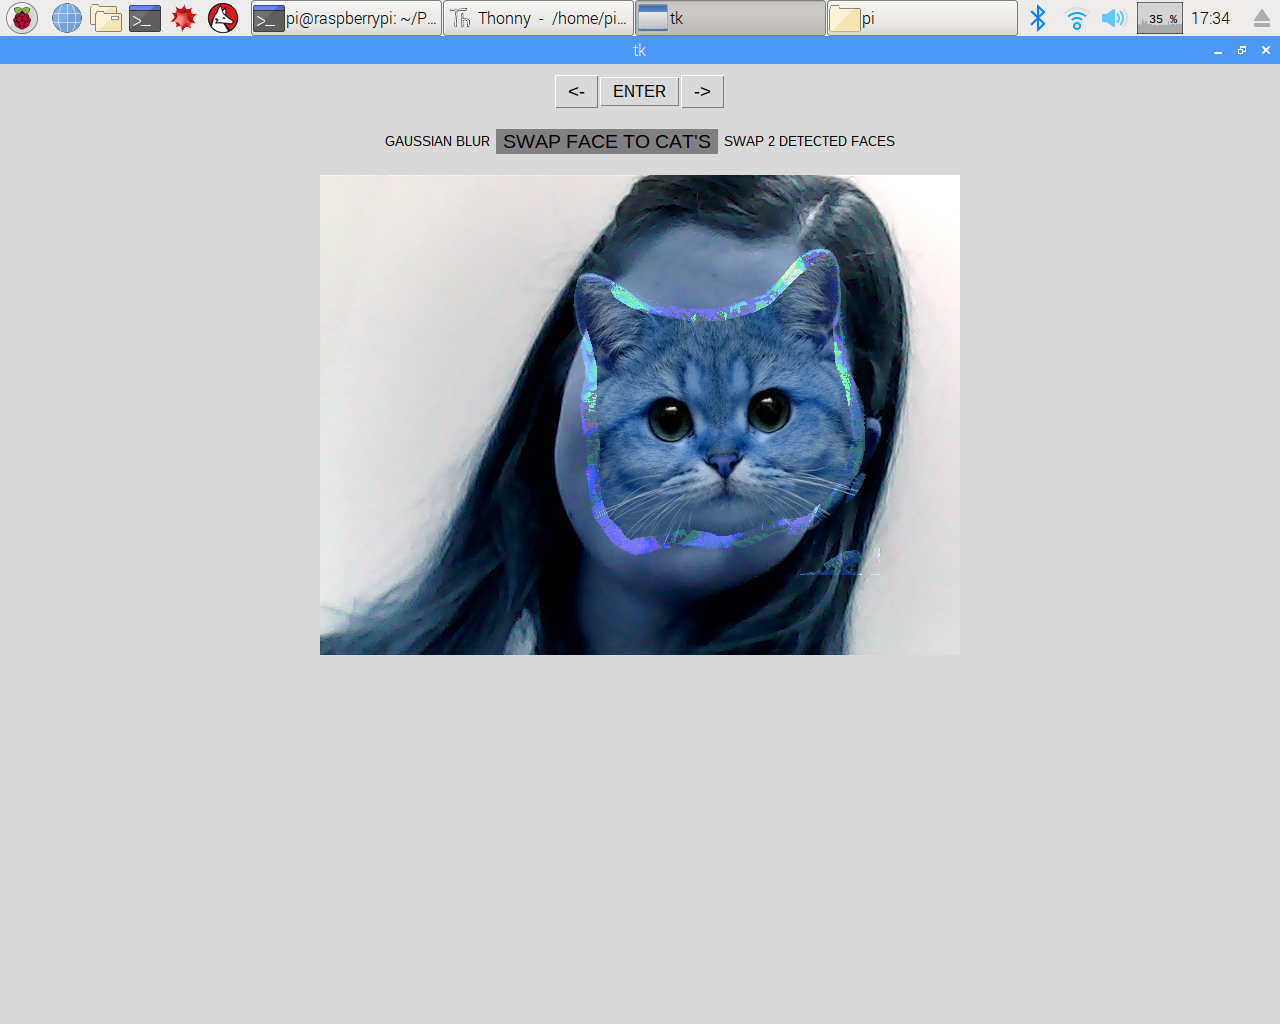 pi@raspberrypi: ~/P... Thonny - /home/pi... tk pi 35 % 17:34
tk
<- ENTER ->
GAUSSIAN BLUR SWAP FACE TO CAT'S SWAP 2 DETECTED FACES